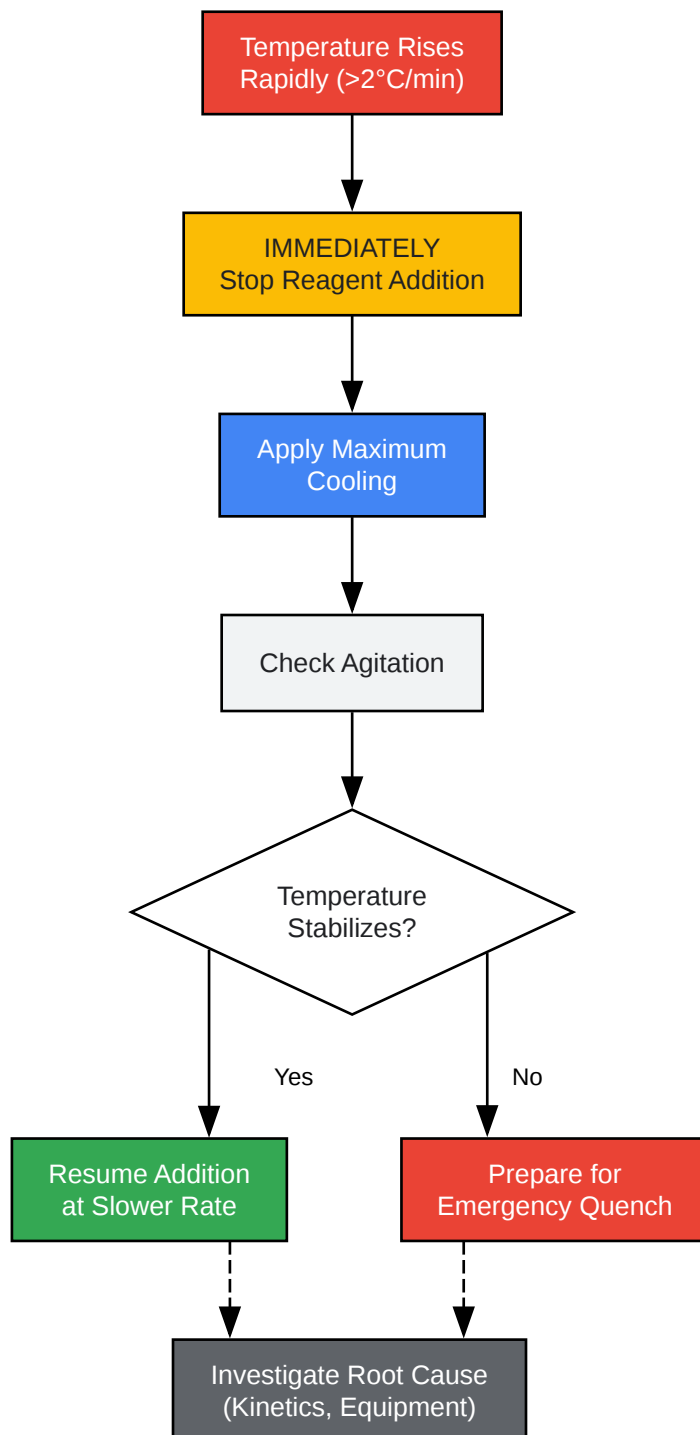 Temperature Rises
Rapidly (>2°C/min)
IMMEDIATELY
Stop Reagent Addition
Apply Maximum
Cooling
Check Agitation
Temperature
Stabilizes?
Yes
No
Resume Addition
at Slower Rate
Prepare for
Emergency Quench
Investigate Root Cause
(Kinetics, Equipment)